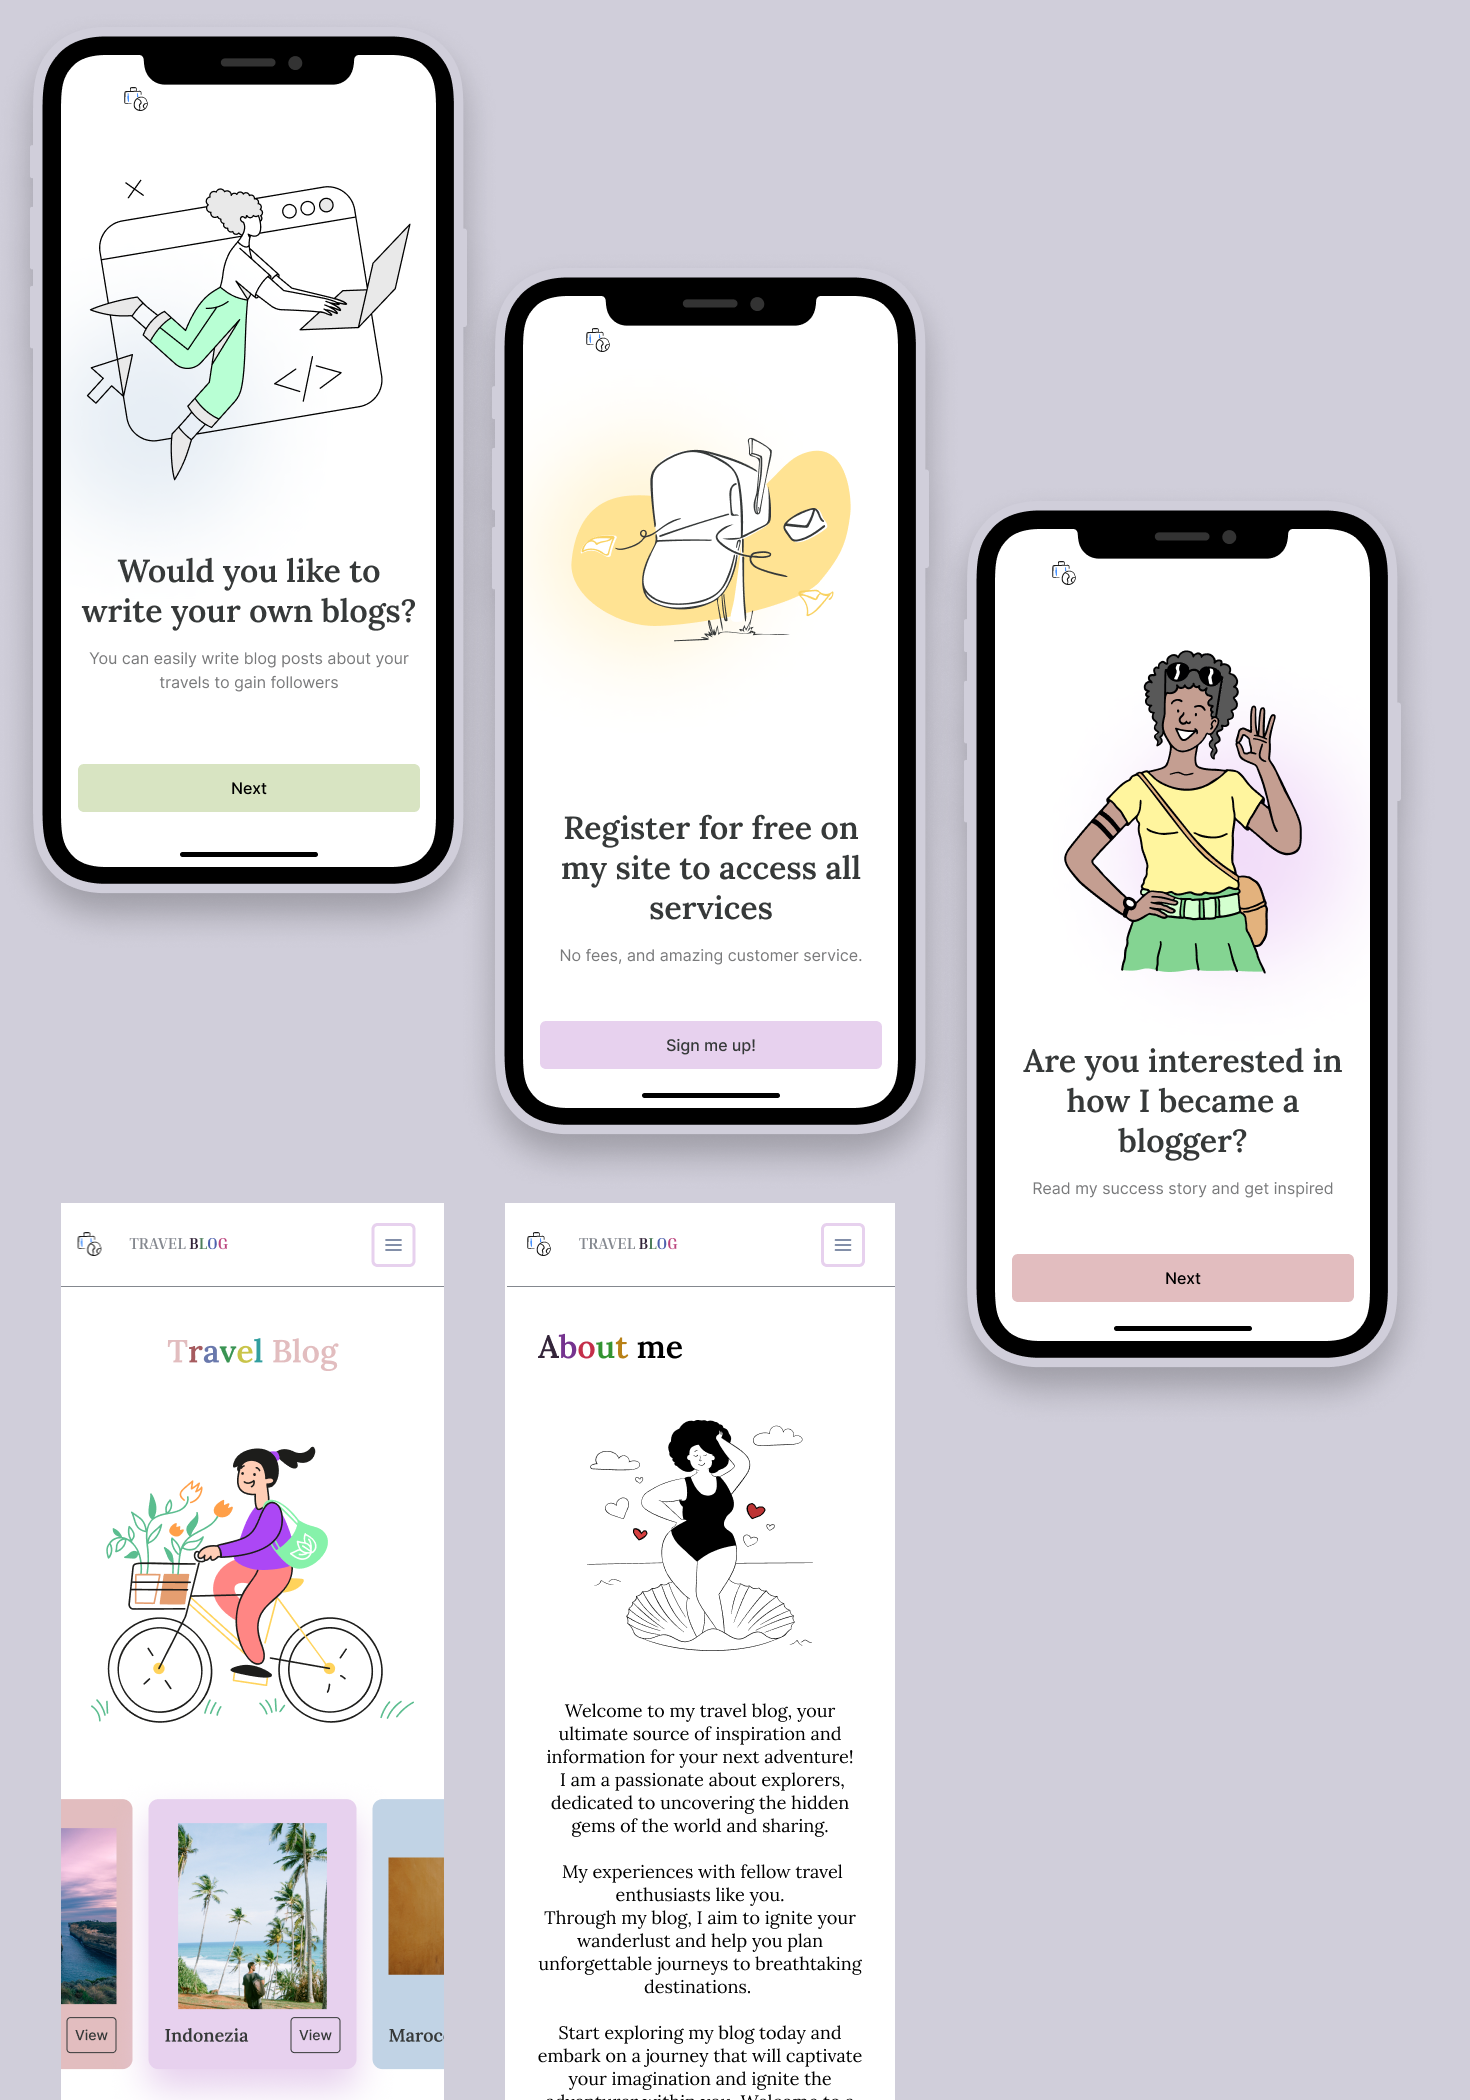 Would you like to
write your own blogs?
You can easily write blog posts about your
travels to gain followers
Next
Register for free on
my site to access all
services
No fees, and amazing customer service.
Sign me up!
Are you interested in
how I became a
blogger?
Read my success story and get inspired
Next
TRAVEL BLOG
Travel Blog
View
Indonezia
View
Maroc
TRAVEL BLOG
About me
Welcome to my travel blog, your
ultimate source of inspiration and
information for your next adventure!
I am a passionate about explorers,
dedicated to uncovering the hidden
gems of the world and sharing.
My experiences with fellow travel
enthusiasts like you.
Through my blog, I aim to ignite your
wanderlust and help you plan
unforgettable journeys to breathtaking
destinations.
Start exploring my blog today and
embark on a journey that will captivate
your imagination and ignite the
adventurer within you. Welcome to a